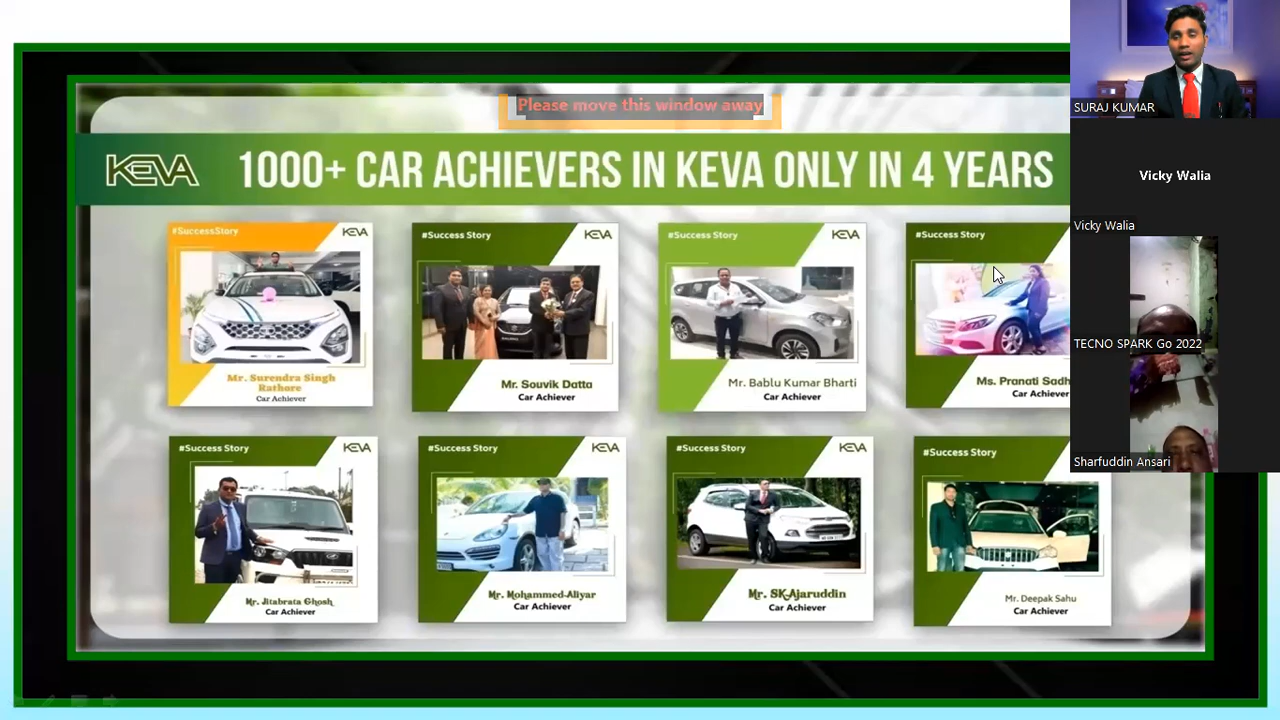 Please move this window away
KEVA
1000+ CAR ACHIEVERS IN KEVA ONLY IN 4 YEARS
#SuccessStory
KEVA
Mr. Surendra Singh
Rathore
Car Achiever
#Success Story
KEVA
Mr. Souvik Datta
Car Achiever
#Success Story
KEVA
Mr. Bablu Kumar Bharti
Car Achiever
#Success Story
Ms. Pranati Sadh
Car Achiever
#Success Story
KEVA
Mr. Jitabrata Ghosh
Car Achiever
#Success Story
KEVA
Mr. Mohammed-Aliyar
Car Achiever
#Success Story
KEVA
Mr. SK-Ajaruddin
Car Achiever
#Success Story
Mr. Deepak Sahu
Car Achiever
SURAJ KUMAR
Vicky Walia
Vicky Walia
TECNO SPARK Go 2022
Sharfuddin Ansari